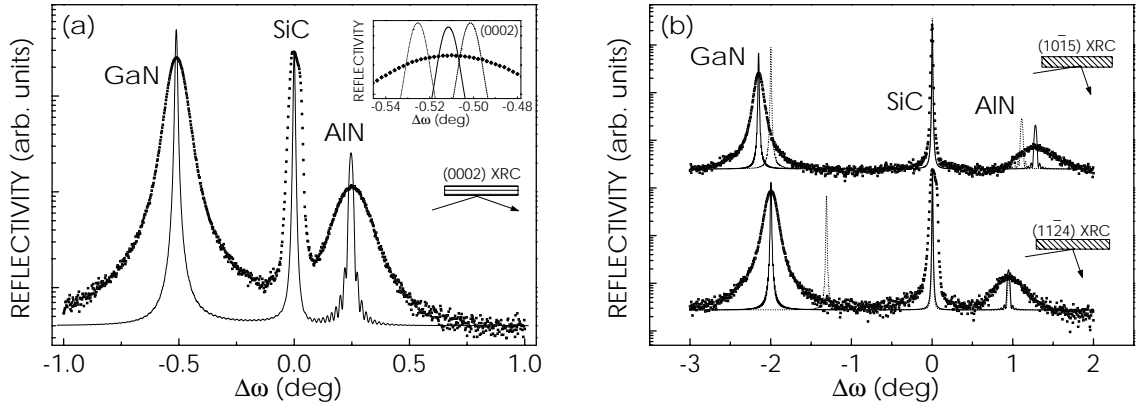 (a)
SiC
GaN
AlN
REFLECTIVITY (arb. units)
REFLECTIVITY
(0002)
-0.54 -0.52 -0.50 -0.48
Δω (deg)
(0002) XRC
-1.0 -0.5 0.0 0.5 1.0
Δω (deg)
(b)
(101̅5) XRC
GaN
SiC
AlN
REFLECTIVITY (arb. units)
(112̅4) XRC
-3 -2 -1 0 1 2
Δω (deg)